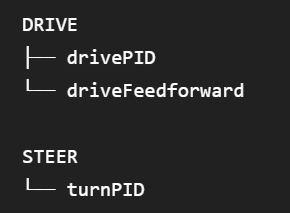 DRIVE
├── drivePID
└── driveFeedforward
STEER
└── turnPID